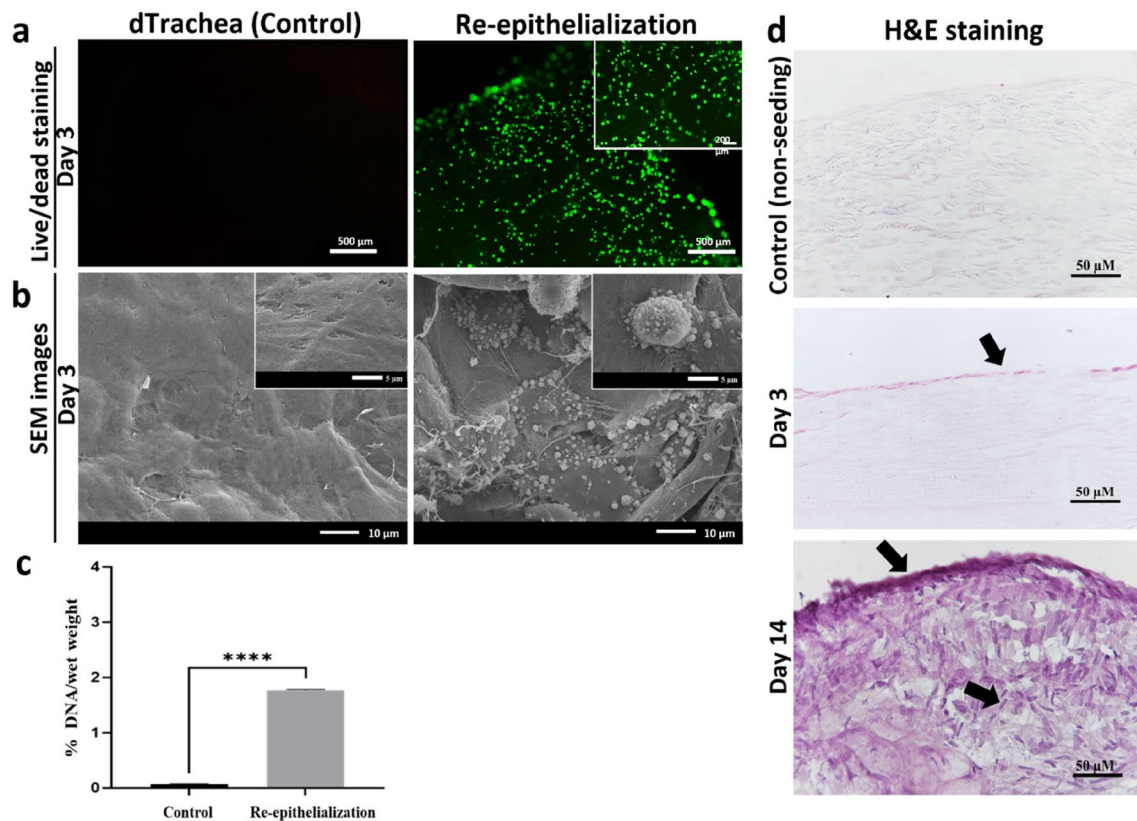 a
dTrachea (Control)
Re-epithelialization
Live/dead staining
Day 3
500 µm
200
µm
500 µm
b
SEM images
Day 3
5 µm
10 µm
5 µm
10 µm
c
% DNA/wet weight
4
3
2
1
0
****
Control
Re-epithelialization
d
H&E staining
Control (non-seeding)
50 µM
Day 3
50 µM
Day 14
50 µM